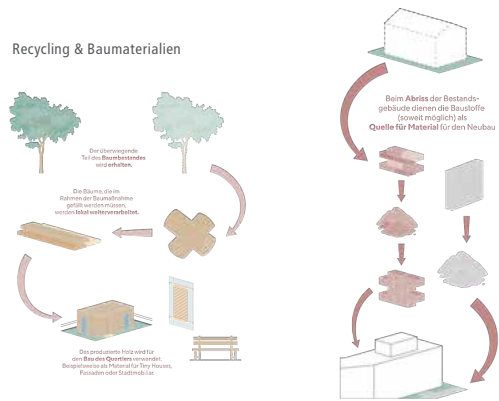 Recycling & Baumaterialien
Beim Abriss der Bestands-
gebäude dienen die Baustoffe
(soweit möglich) als
Quelle für Material für den Neubau
Der überwiegende
Teil des Baumbestandes
wird erhalten.
Die Bäume, die im
Rahmen der Baumaßnahme
gefällt werden müssen,
werden lokal weiterverarbeitet.
Das produzierte Holz wird für
den Bau des Quartiers verwendet.
Beispielsweise als Material für Tiny Houses,
Fassaden oder Stadtmobiliar.